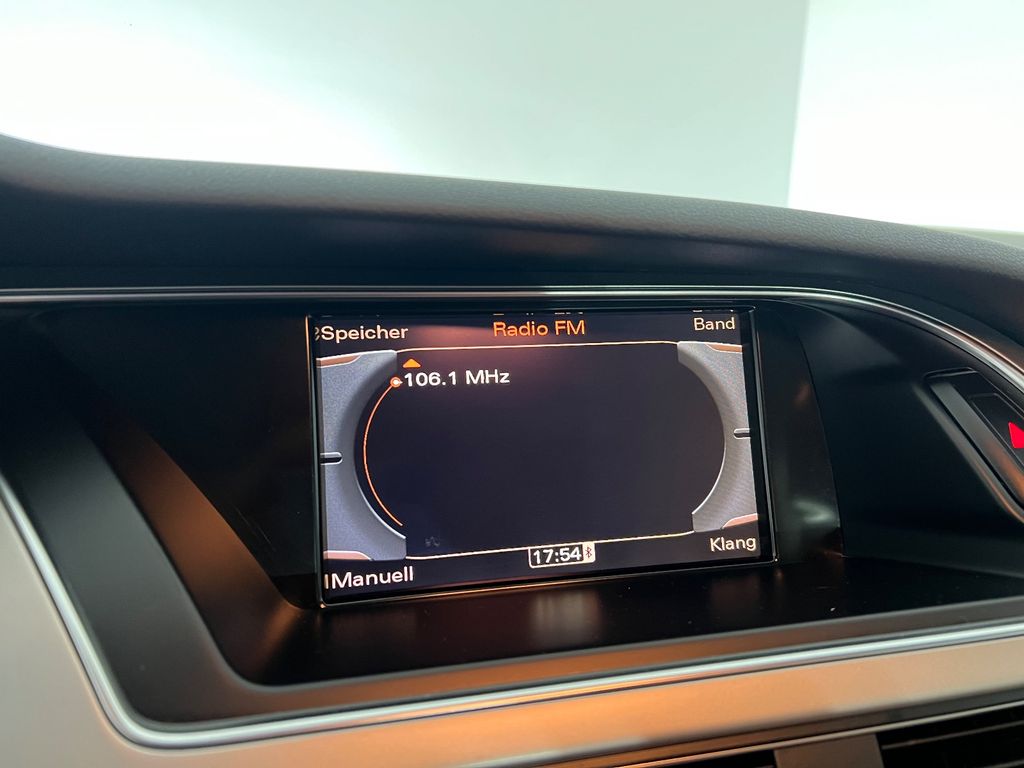 Speicher
Radio FM
Band
106.1 MHz
17:54
Klang
Manuell